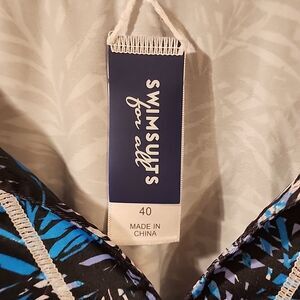 SWIMSUITS
for all
40
MADE IN
CHINA